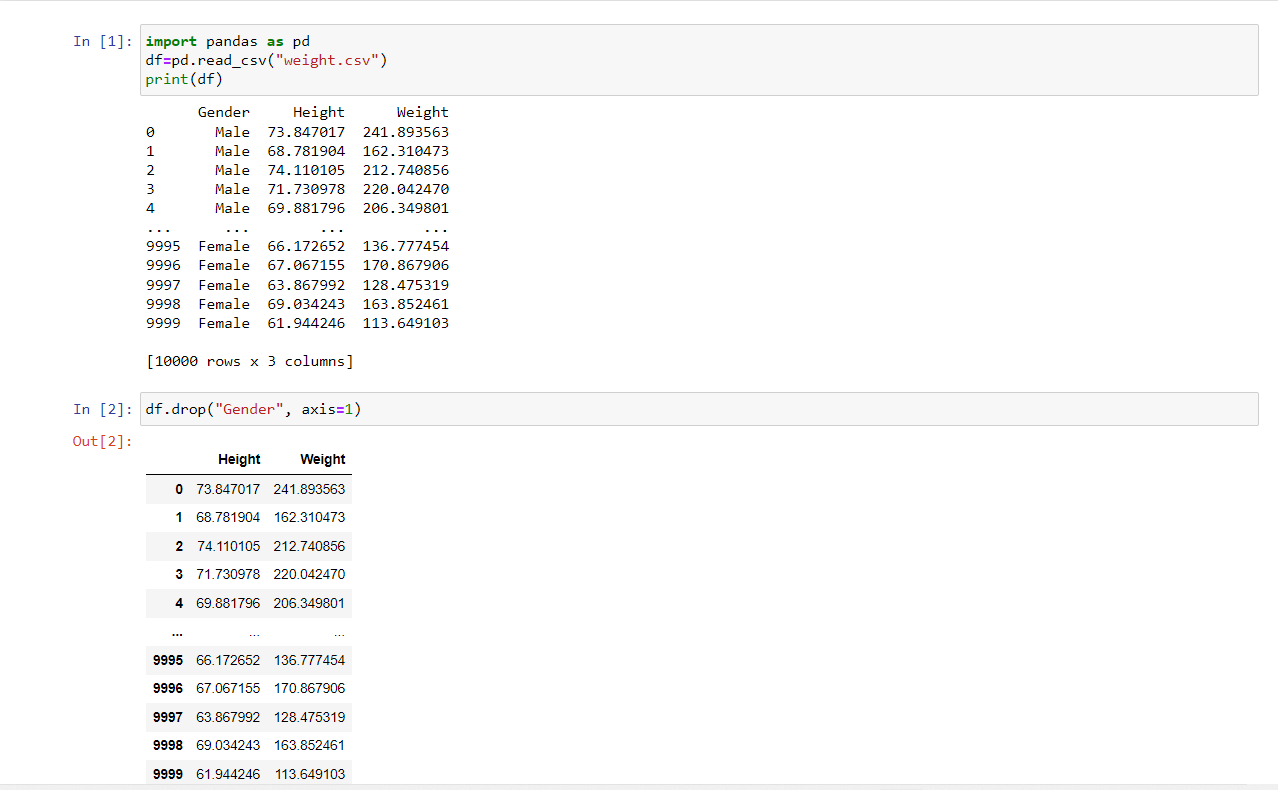 In [1]: import pandas as pd
df=pd.read_csv("weight.csv")
print(df)
Gender Height Weight
0 Male 73.847017 241.893563
1 Male 68.781904 162.310473
2 Male 74.110105 212.740856
3 Male 71.730978 220.042470
4 Male 69.881796 206.349801
... ... ... ...
9995 Female 66.172652 136.777454
9996 Female 67.067155 170.867906
9997 Female 63.867992 128.475319
9998 Female 69.034243 163.852461
9999 Female 61.944246 113.649103
[10000 rows x 3 columns]
In [2]: df.drop("Gender", axis=1)
Out[2]:
Height Weight
0 73.847017 241.893563
1 68.781904 162.310473
2 74.110105 212.740856
3 71.730978 220.042470
4 69.881796 206.349801
... ... ...
9995 66.172652 136.777454
9996 67.067155 170.867906
9997 63.867992 128.475319
9998 69.034243 163.852461
9999 61.944246 113.649103